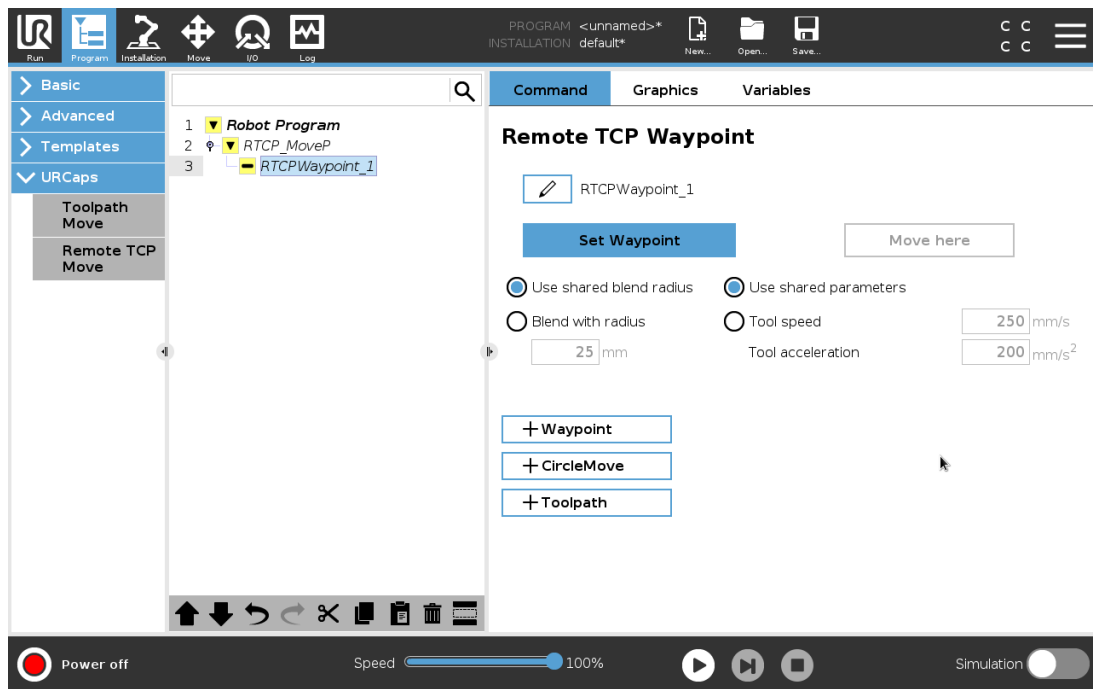 UR
Run
Program
Installation
Move
I/O
Log
PROGRAM <unnamed>*
INSTALLATION default*
New...
Open...
Save...
C C
C C
Basic
Advanced
Templates
URCaps
Toolpath
Move
Remote TCP
Move
1 Robot Program
2 RTCP_MoveP
3 RTCPWaypoint_1
Command Graphics Variables
Remote TCP Waypoint
RTCPWaypoint_1
Set Waypoint Move here
Use shared blend radius Use shared parameters
Blend with radius Tool speed 250 mm/s
25 mm Tool acceleration 200 mm/s²
+Waypoint
+CircleMove
+Toolpath
Power off Speed 100% Simulation